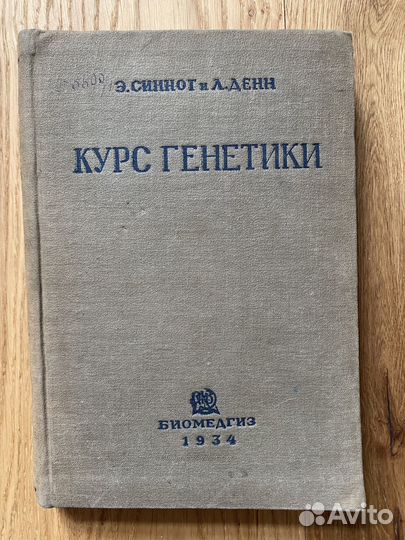 Э. СИННОТ и Л. ДЕНН
КУРС ГЕНЕТИКИ
БИОМЕДГИЗ
1934
Avito